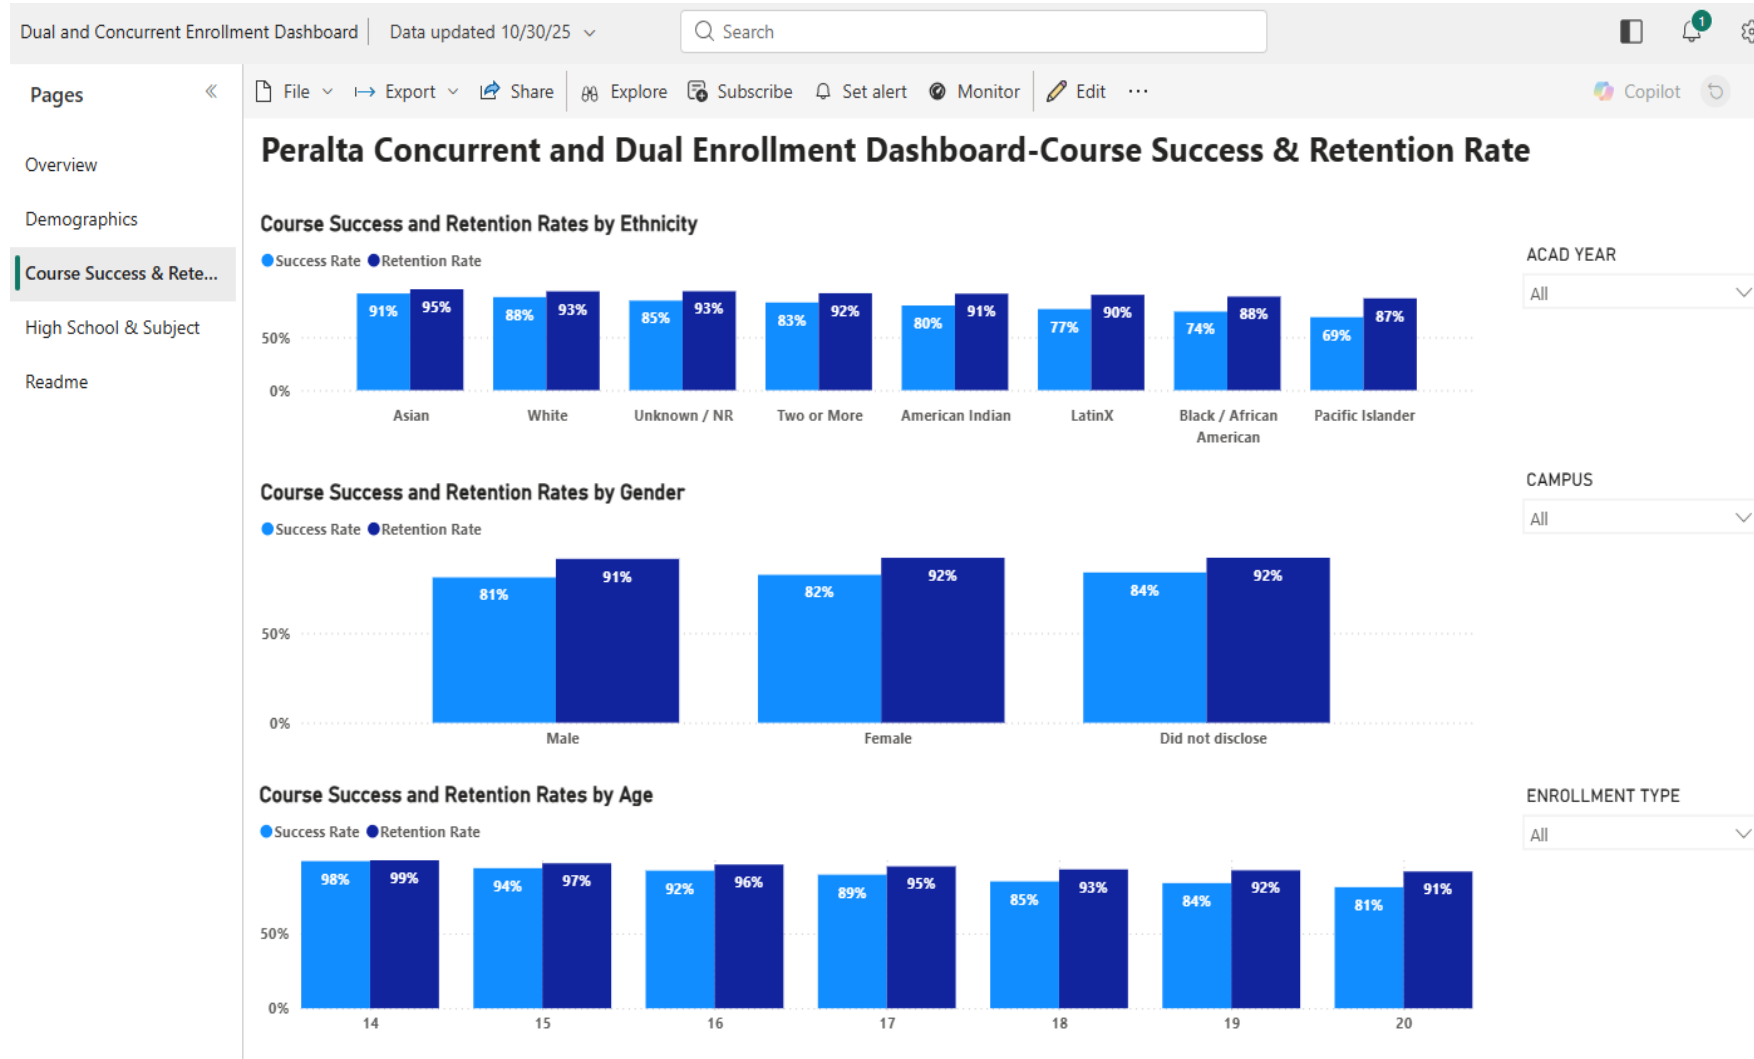 Dual and Concurrent Enrollment Dashboard
Data updated 10/30/25
Search
1
Pages
File
Export
Share
Explore
Subscribe
Set alert
Monitor
Edit
...
Copilot
Overview
Demographics
Course Success & Rete...
High School & Subject
Readme
Peralta Concurrent and Dual Enrollment Dashboard-Course Success & Retention Rate
Course Success and Retention Rates by Ethnicity
Success Rate Retention Rate
91% 95% 88% 93% 85% 93% 83% 92% 80% 91% 77% 90% 74% 88% 69% 87%
50%
0%
Asian White Unknown / NR Two or More American Indian LatinX Black / African Pacific Islander
American
ACAD YEAR
All
Course Success and Retention Rates by Gender
Success Rate Retention Rate
81% 91% 82% 92% 84% 92%
50%
0%
Male Female Did not disclose
CAMPUS
All
Course Success and Retention Rates by Age
Success Rate Retention Rate
98% 99% 94% 97% 92% 96% 89% 95% 85% 93% 84% 92% 81% 91%
50%
0%
14 15 16 17 18 19 20
ENROLLMENT TYPE
All